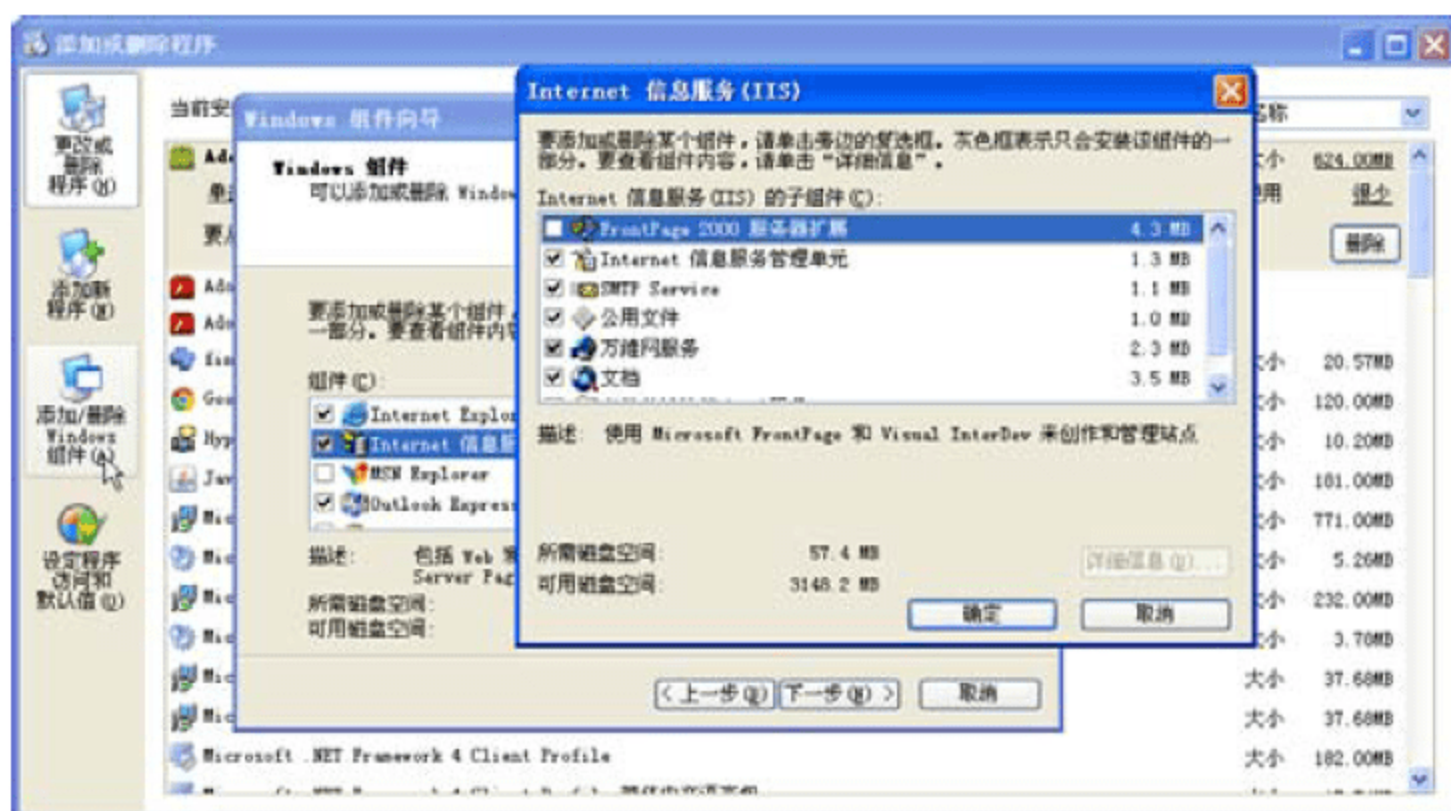 添加或删除程序
更改或
删除
程序(H)
添加新
程序(N)
添加/删除
Windows
组件(A)
设定程序
访问和
默认值(O)
当前安
名称
大小 624.00MB
使用 很少
删除
大小 20.57MB
大小 120.00MB
大小 10.20MB
大小 181.00MB
大小 771.00MB
大小 5.26MB
大小 232.00MB
大小 3.70MB
大小 37.68MB
大小 37.68MB
Microsoft .NET Framework 4 Client Profile
大小 182.00MB
Windows 组件向导
Windows 组件
可以添加或删除 Window
要添加或删除某个组件,
一部分。要查看组件内容
组件(C):
Internet Explor
Internet 信息服
MSN Explorer
Outlook Express
描述: 包括 Web
Server Pag
所需磁盘空间:
可用磁盘空间:
< 上一步(B)
下一步(N) >
取消
Internet 信息服务(IIS)
要添加或删除某个组件，请单击旁边的复选框。灰色框表示只会安装该组件的一
部分。要查看组件内容，请单击“详细信息”。
Internet 信息服务(IIS) 的子组件(C):
FrontPage 2000 服务器扩展 4.3 MB
Internet 信息服务管理单元 1.3 MB
SMTP Service 1.1 MB
公用文件 1.0 MB
万维网服务 2.3 MB
文档 3.5 MB
描述: 使用 Microsoft FrontPage 和 Visual InterDev 来创作和管理站点
所需磁盘空间: 57.4 MB
可用磁盘空间: 3148.2 MB
详细信息(D)...
确定
取消